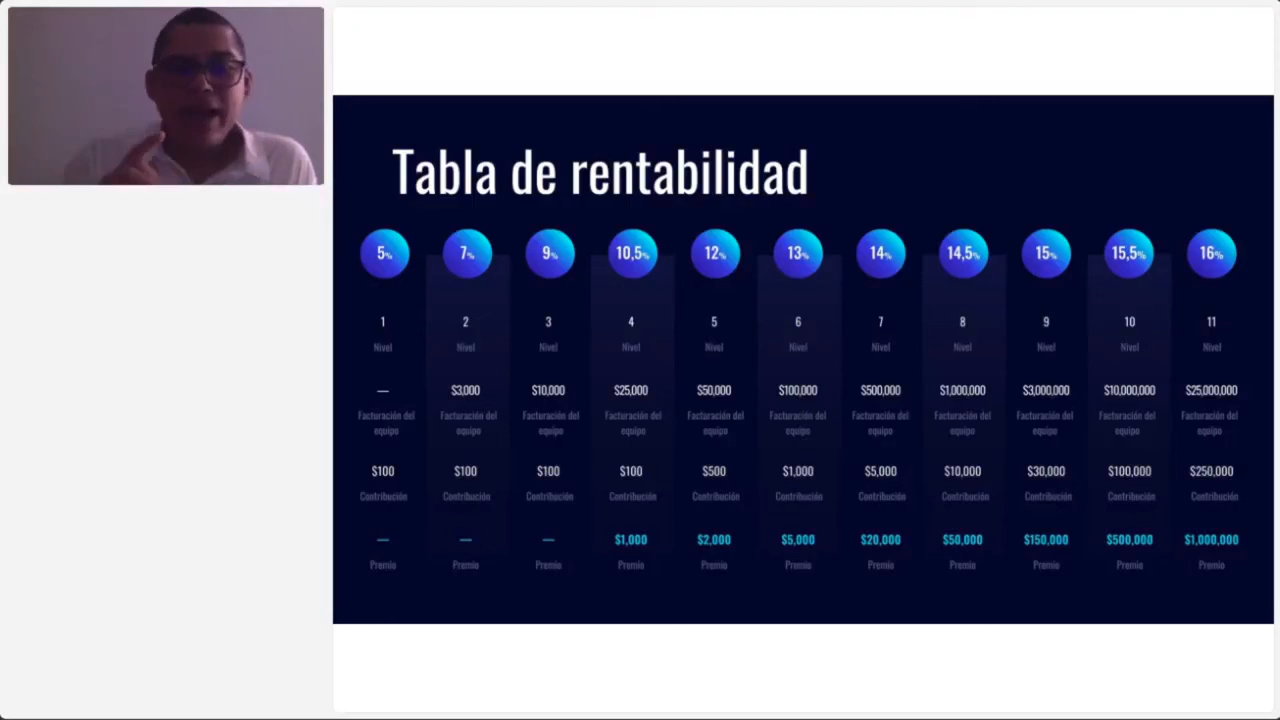 Tabla de rentabilidad
5% 7% 9% 10,5% 12% 13% 14% 14,5% 15% 15,5% 16%
1 2 3 4 5 6 7 8 9 10 11
Nivel Nivel Nivel Nivel Nivel Nivel Nivel Nivel Nivel Nivel Nivel
— $3,000 $10,000 $25,000 $50,000 $100,000 $500,000 $1,000,000 $3,000,000 $10,000,000 $25,000,000
Facturación del Facturación del Facturación del Facturación del Facturación del Facturación del Facturación del Facturación del Facturación del Facturación del Facturación del
equipo equipo equipo equipo equipo equipo equipo equipo equipo equipo equipo
$100 $100 $100 $100 $500 $1,000 $5,000 $10,000 $30,000 $100,000 $250,000
Contribución Contribución Contribución Contribución Contribución Contribución Contribución Contribución Contribución Contribución Contribución
— — — $1,000 $2,000 $5,000 $20,000 $50,000 $150,000 $500,000 $1,000,000
Premio Premio Premio Premio Premio Premio Premio Premio Premio Premio Premio